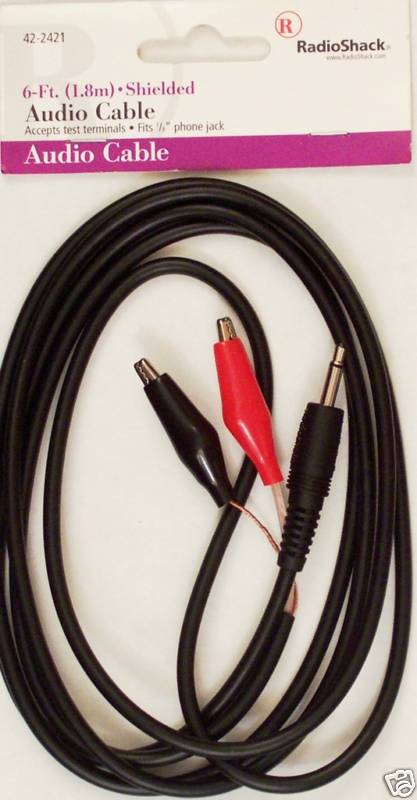 42-2421
R
RadioShack®
www.RadioShack.com
6-Ft. (1.8m) • Shielded
Audio Cable
Accepts test terminals • Fits 1/8" phone jack
Audio Cable